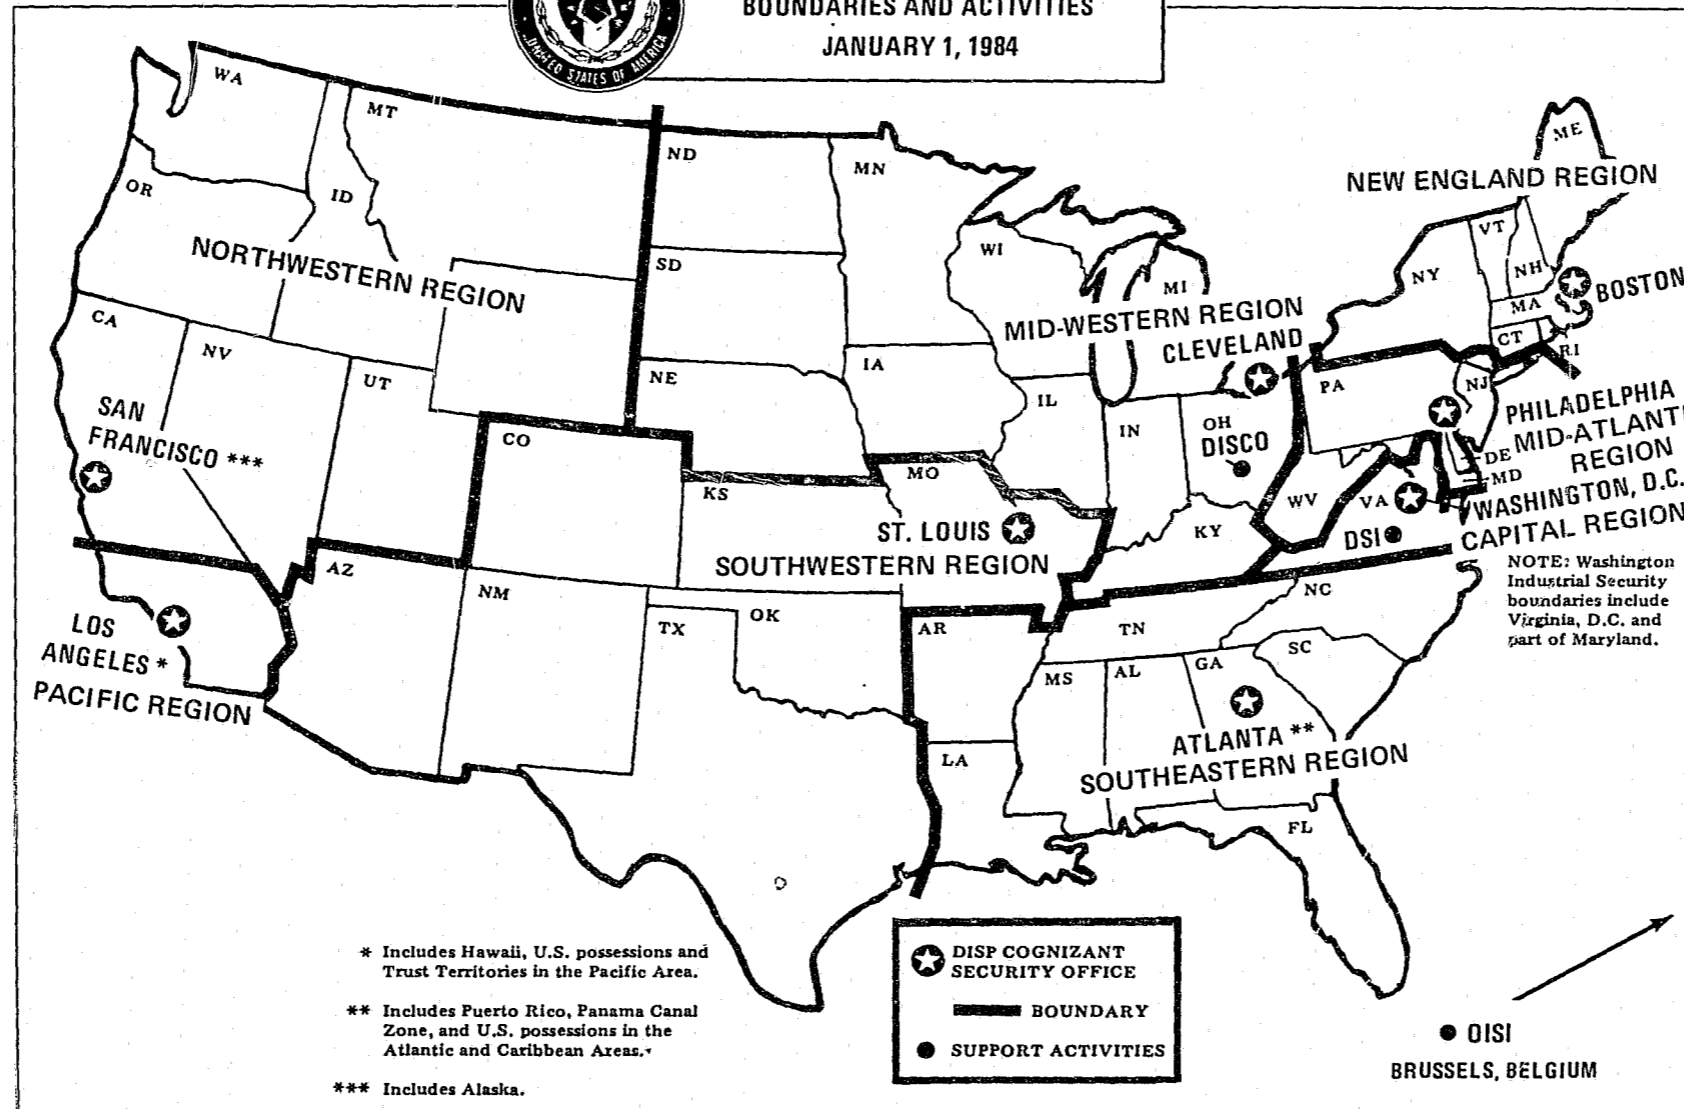 BOUNDARIES AND ACTIVITIES
JANUARY 1, 1984
UNITED STATES OF AMERICA
WA
MT
ND
MN
ME
NEW ENGLAND REGION
OR
ID
NORTHWESTERN REGION
SD
WI
MI
VT
NH
NY
MA
BOSTON
CT
RI
CA
NV
UT
NE
IA
MID-WESTERN REGION
CLEVELAND
IL
IN
OH
DISCO
PA
NJ
SAN
FRANCISCO ***
CO
KS
MO
ST. LOUIS
SOUTHWESTERN REGION
KY
WV
VA
DSI
DE
MD
PHILADELPHIA
MID-ATLANTI
REGION
WASHINGTON, D.C.
CAPITAL REGION
NOTE: Washington
Industrial Security
boundaries include
Virginia, D.C. and
part of Maryland.
LOS
ANGELES *
PACIFIC REGION
AZ
NM
TX
OK
AR
TN
NC
SC
MS
AL
GA
LA
ATLANTA **
SOUTHEASTERN REGION
FL
* Includes Hawaii, U.S. possessions and
Trust Territories in the Pacific Area.
** Includes Puerto Rico, Panama Canal
Zone, and U.S. possessions in the
Atlantic and Caribbean Areas.
*** Includes Alaska.
DISP COGNIZANT
SECURITY OFFICE
BOUNDARY
SUPPORT ACTIVITIES
OISI
BRUSSELS, BELGIUM